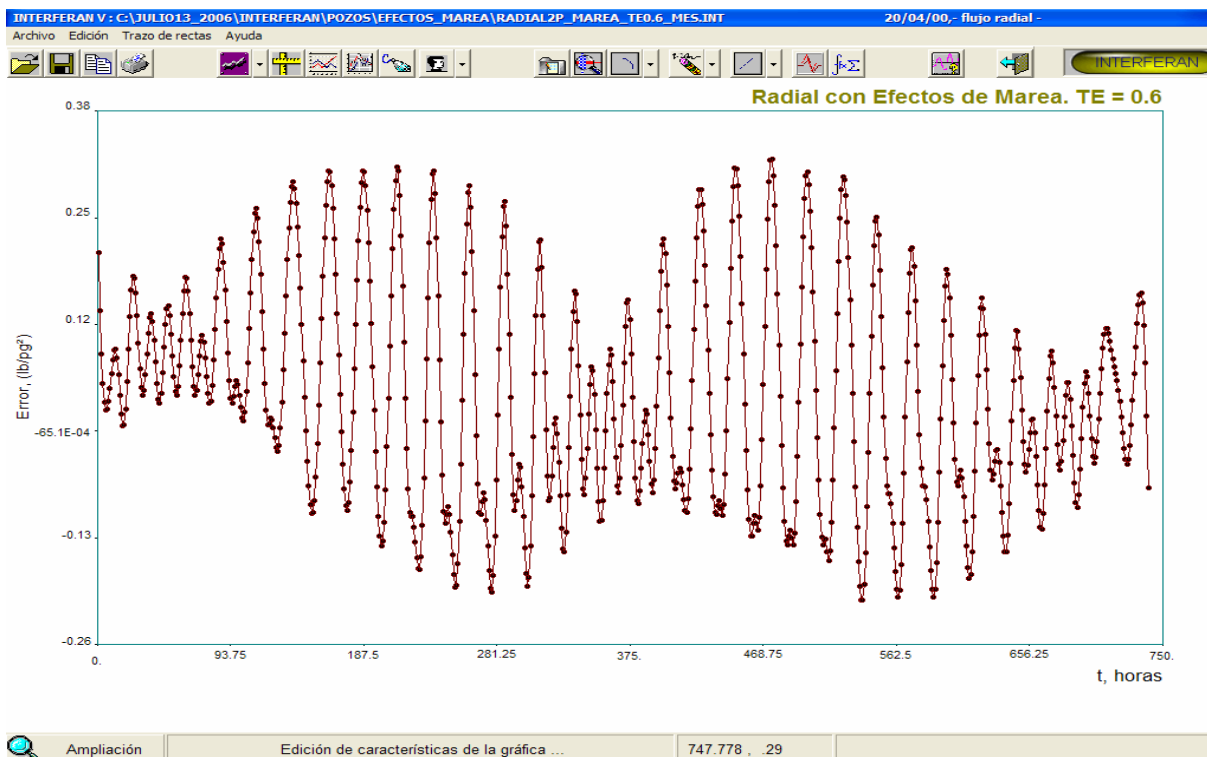 INTERFERAN V : C:\JULIO13_2006\INTERFERAN\POZOS\EFECTOS_MAREA\RADIAL2P_MAREA_TE0.6_MES.INT 20/04/00,- flujo radial -
Archivo Edición Trazo de rectas Ayuda
INTERFERAN
Radial con Efectos de Marea. TE = 0.6
0.38
0.25
0.12
-65.1E-04
-0.13
-0.26
Error, (lb/pg²)
0. 93.75 187.5 281.25 375. 468.75 562.5 656.25 750.
t, horas
Ampliación Edición de características de la gráfica ... 747.778 , .29